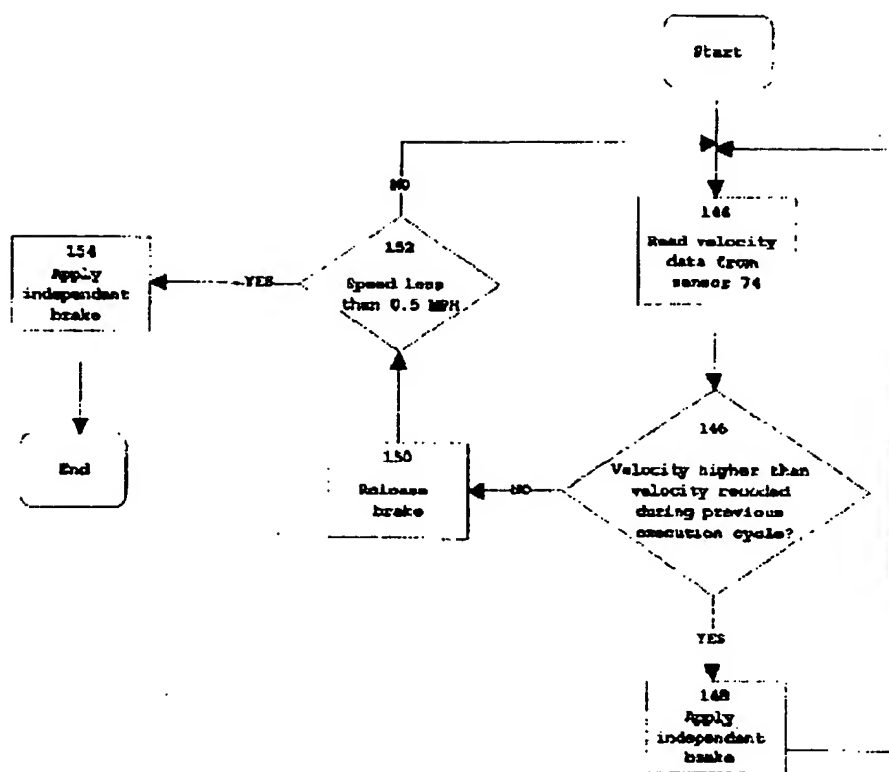 Start
144
Read velocity
data from
sensor 74
146
Velocity higher than
velocity recorded
during previous
execution cycle?
YES
148
Apply
independent
brake
NO
150
Release
brake
152
Speed Less
than 0.5 MPH
NO
YES
154
Apply
independent
brake
End